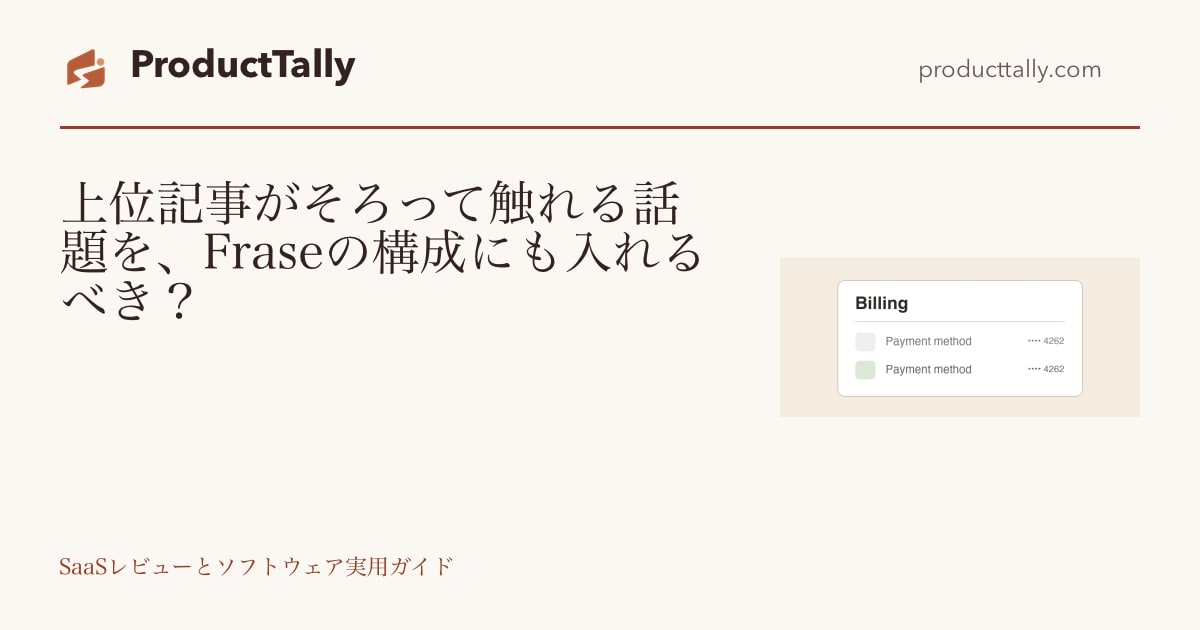 ProductTally
producttally.com
上位記事がそろって触れる話
題を、Fraseの構成にも入れる
べき？
Billing
Payment method •••• 4262
Payment method •••• 4262
SaaSレビューとソフトウェア実用ガイド